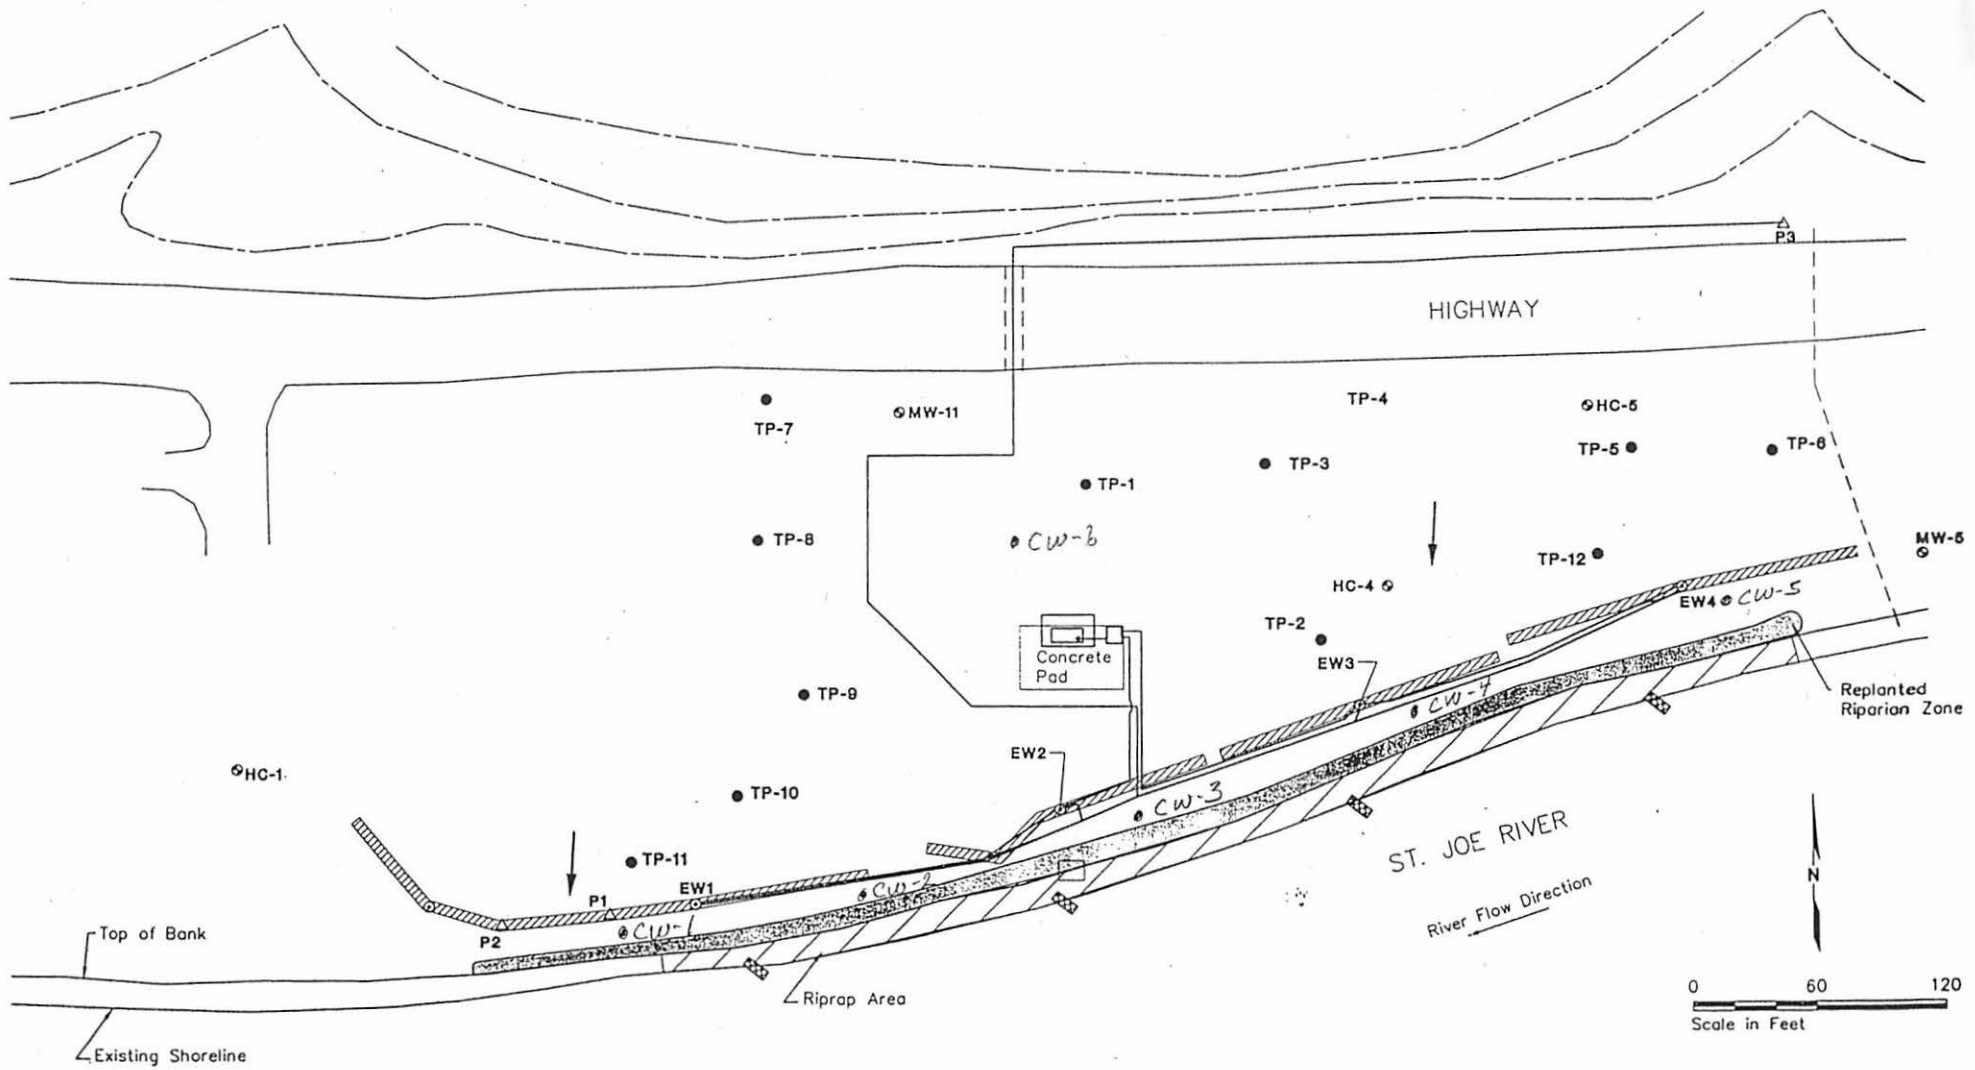 P3
HIGHWAY
TP-4
HC-5
MW-11
TP-7
TP-5
TP-6
TP-3
TP-1
TP-8
CW-6
TP-12
MW-5
HC-4
EW4
CW-5
TP-2
Concrete
Pad
EW3
TP-9
CW-4
Replanted
Riparian Zone
EW2
HC-1
TP-10
CW-3
ST. JOE RIVER
TP-11
N
EW1
CW-2
P1
River Flow Direction
Top of Bank
P2
CW-1
Riprap Area
0 60 120
Scale in Feet
Existing Shoreline